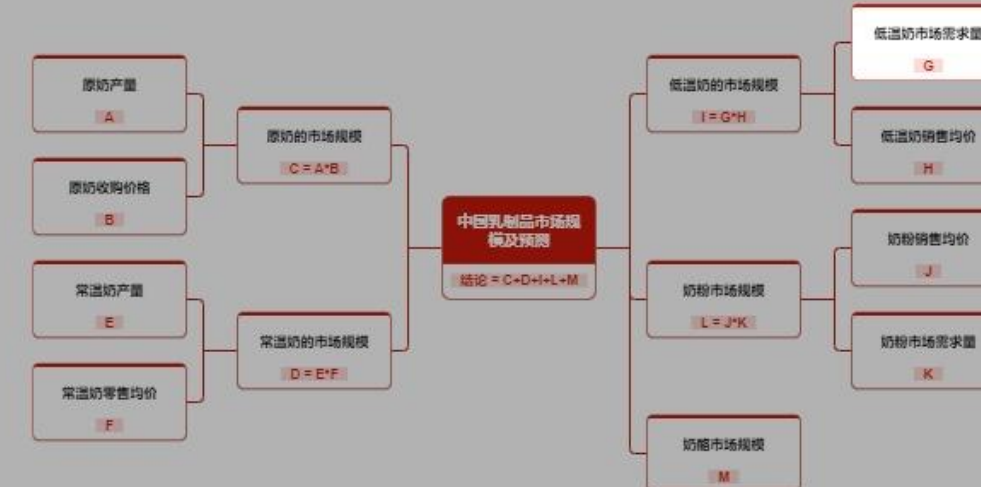 原奶产量
A
原奶收购价格
B
常温奶产量
E
常温奶零售均价
F
原奶的市场规模
C = A*B
常温奶的市场规模
D = E*F
中国乳制品市场规
模及预测
结论 = C+D+I+L+M
低温奶的市场规模
I = G*H
奶粉市场规模
L = J*K
奶酪市场规模
M
低温奶市场需求量
G
低温奶销售均价
H
奶粉销售均价
J
奶粉市场需求量
K